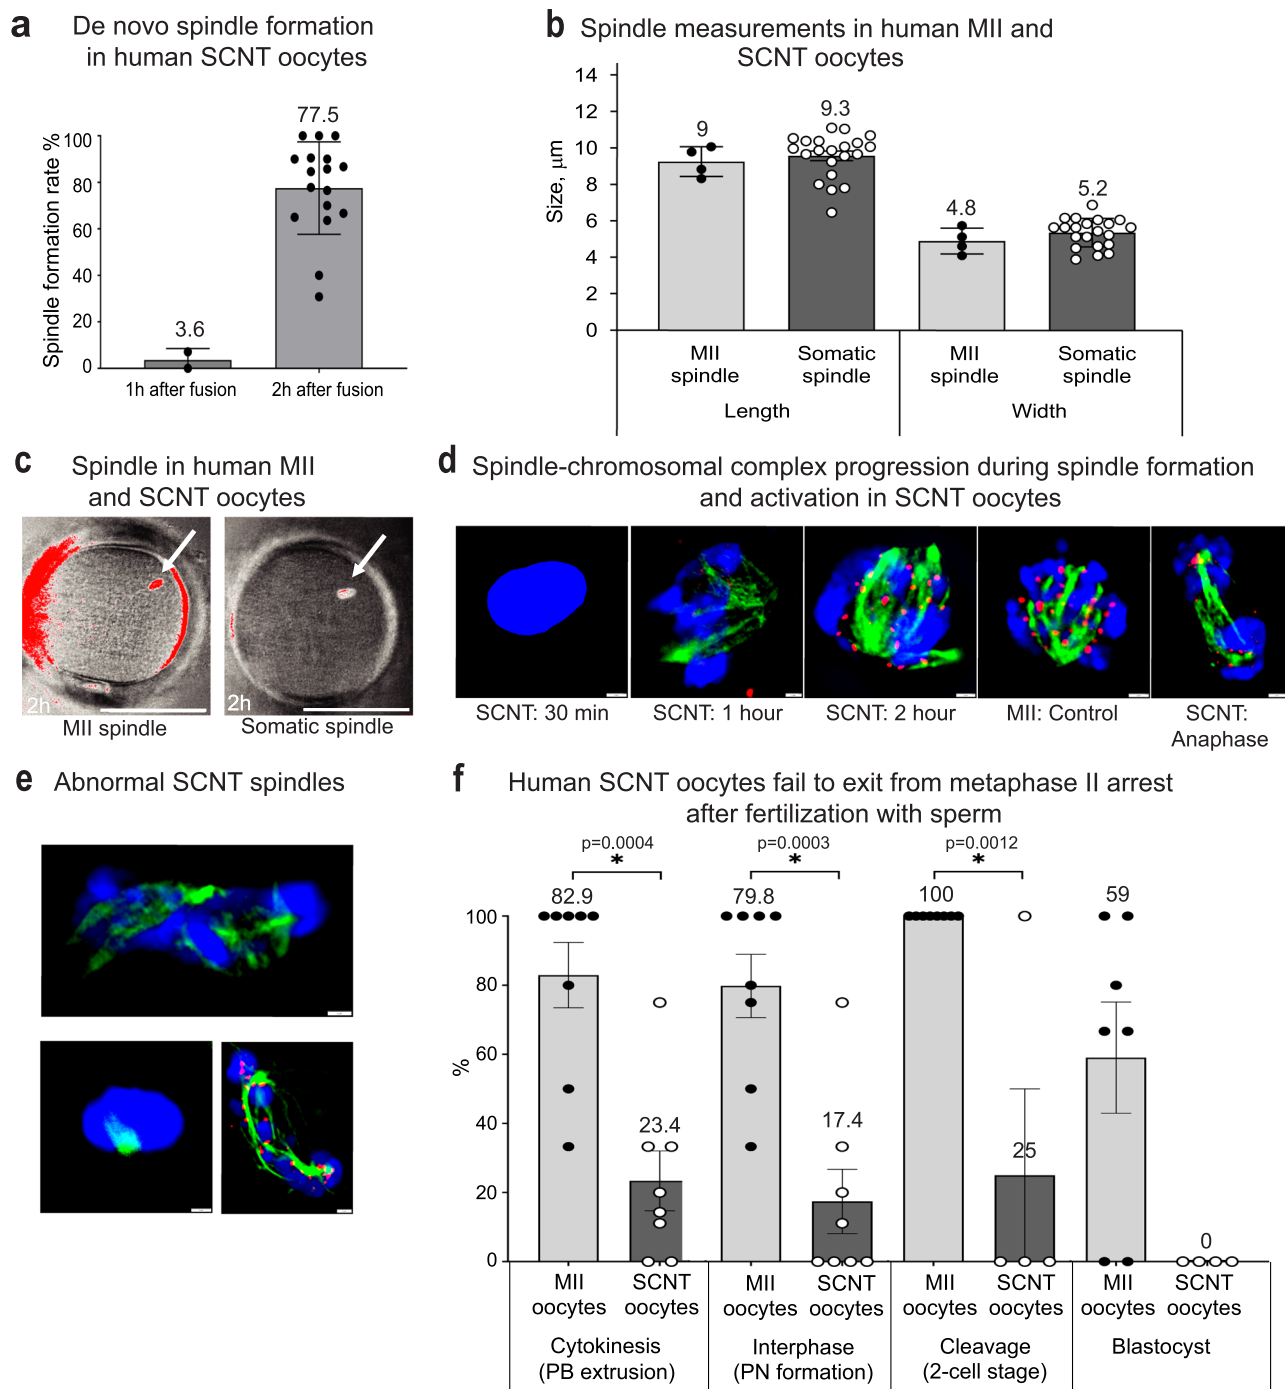 a De novo spindle formation
in human SCNT oocytes
77.5
3.6
Spindle formation rate %
100
80
60
40
20
0
1h after fusion
2h after fusion
b Spindle measurements in human MII and
SCNT oocytes
Size, μm
14
12
10
8
6
4
2
0
9
9.3
4.8
5.2
MII
spindle
Somatic
spindle
MII
spindle
Somatic
spindle
Length
Width
c Spindle in human MII
and SCNT oocytes
2h
2h
MII spindle
Somatic spindle
d Spindle-chromosomal complex progression during spindle formation
and activation in SCNT oocytes
SCNT: 30 min
SCNT: 1 hour
SCNT: 2 hour
MII: Control
SCNT:
Anaphase
e Abnormal SCNT spindles
f Human SCNT oocytes fail to exit from metaphase II arrest
after fertilization with sperm
p=0.0004
*
p=0.0003
*
p=0.0012
*
82.9
79.8
100
59
23.4
17.4
25
0
%
100
80
60
40
20
0
MII
oocytes
SCNT
oocytes
MII
oocytes
SCNT
oocytes
MII
oocytes
SCNT
oocytes
MII
oocytes
SCNT
oocytes
Cytokinesis
(PB extrusion)
Interphase
(PN formation)
Cleavage
(2-cell stage)
Blastocyst